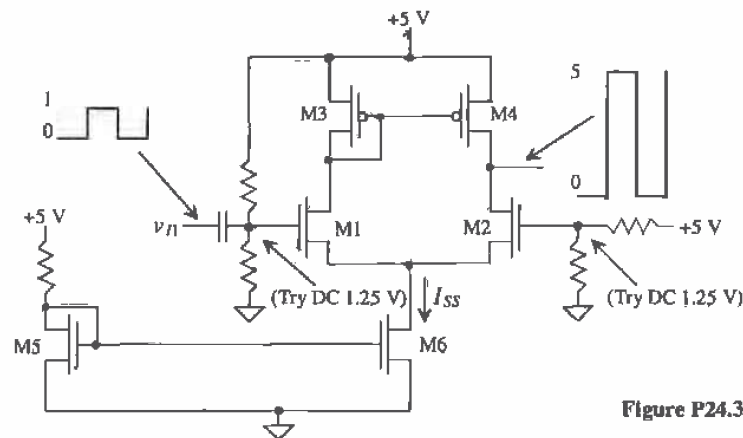 +5 V
1
0
5
0
M3
M4
+5 V
v_I1
M1
M2
+5 V
(Try DC 1.25 V)
I_SS
(Try DC 1.25 V)
M5
M6
Figure P24.3